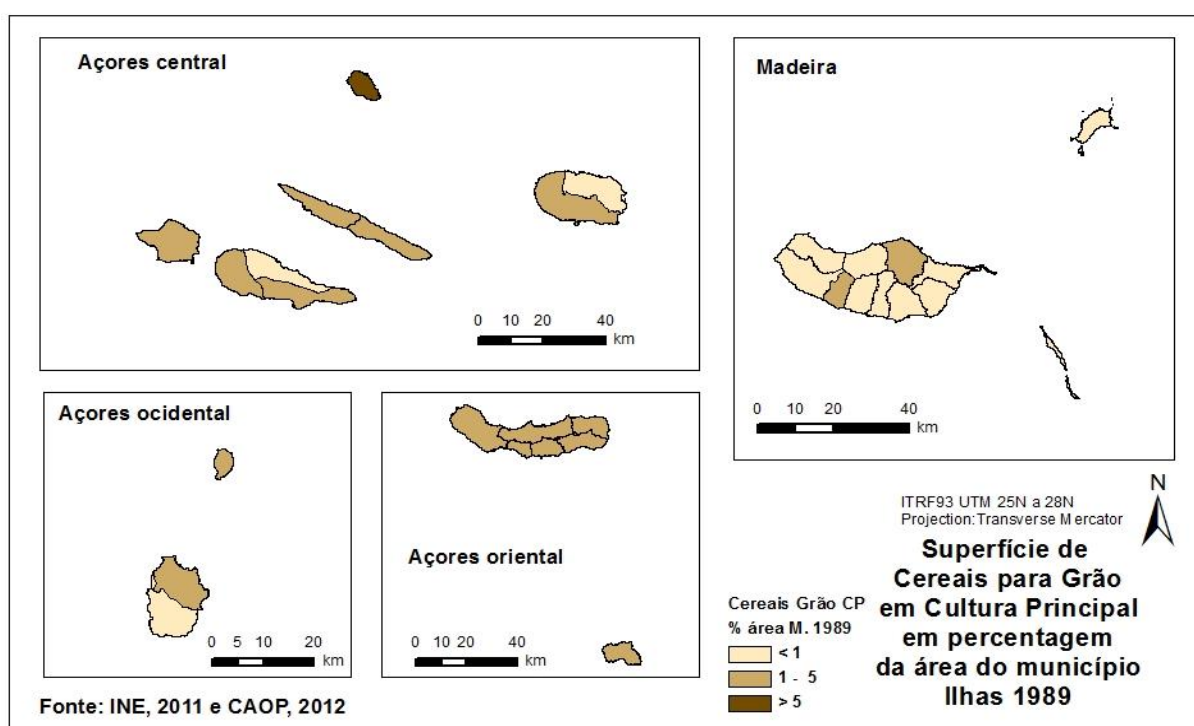 Açores central
0 10 20 40
km
Madeira
0 10 20 40
km
Açores ocidental
0 5 10 20
km
Açores oriental
0 10 20 40
km
N
ITRF93 UTM 25N a 28N
Projection:Transverse Mercator
Superfície de
Cereais para Grão
em Cultura Principal
em percentagem
da área do município
Ilhas 1989
Cereais Grão CP
% área M. 1989
< 1
1 - 5
> 5
Fonte: INE, 2011 e CAOP, 2012